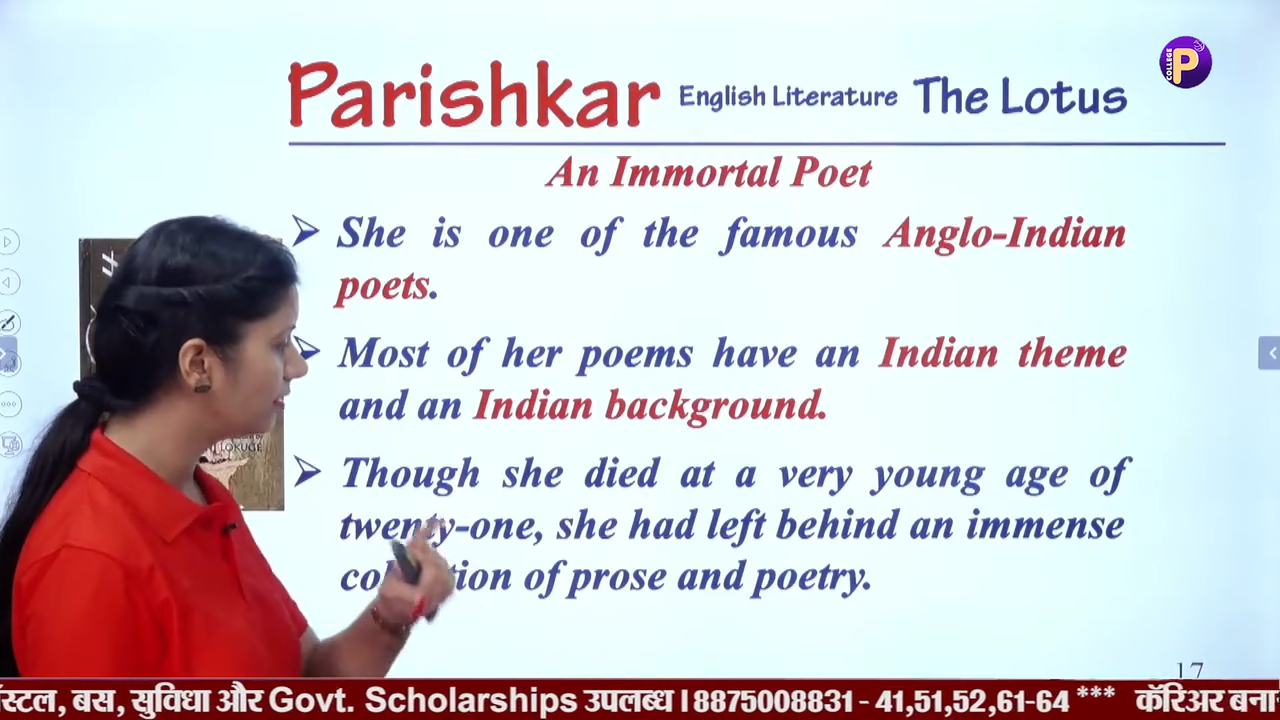 Parishkar English Literature The Lotus
COLLEGE P
An Immortal Poet
She is one of the famous Anglo-Indian
poets.
Most of her poems have an Indian theme
and an Indian background.
LOKUGE
Though she died at a very young age of
twenty-one, she had left behind an immense
of prose and poetry.
17
बस, सुविधा और Govt. Scholarships उपलब्ध । 8875008831 - 41,51,52,61-64 *** कॅरिअर